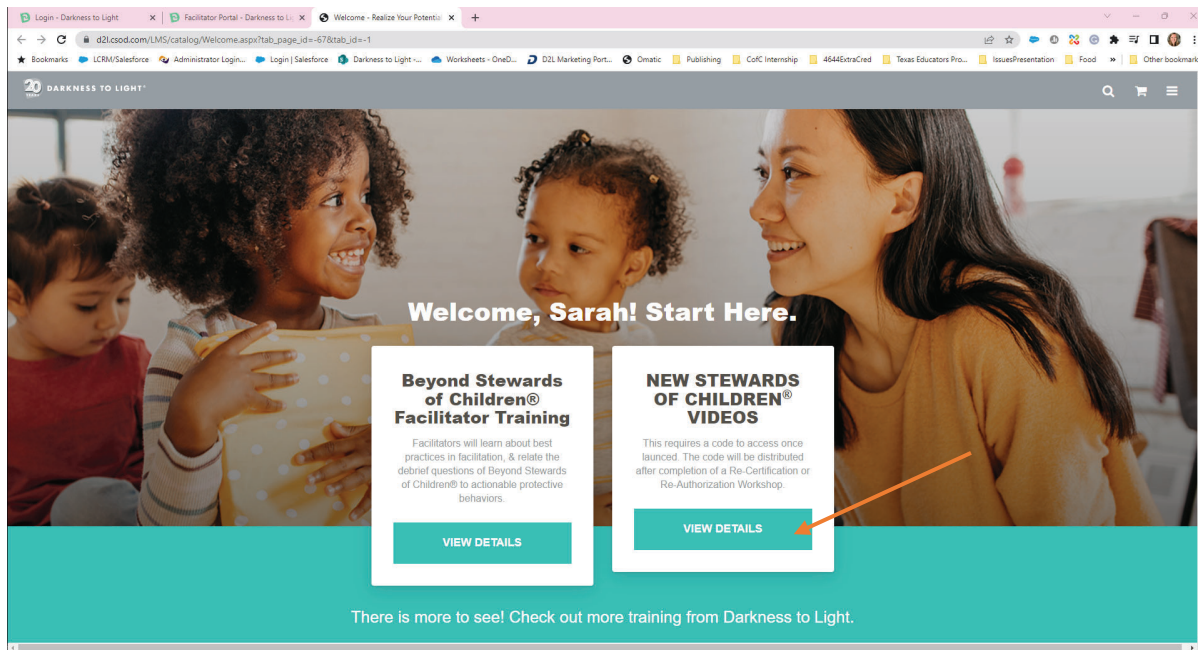 Login - Darkness to Light
Facilitator Portal - Darkness to Li
Welcome - Realize Your Potentia
d2l.csod.com/LMS/catalog/Welcome.aspx?tab_page_id=-67&tab_id=-1
Bookmarks LCRM/Salesforce Administrator Login... Login | Salesforce Darkness to Light -... Worksheets - OneD... D2L Marketing Port... Omatic Publishing CofC Internship 4644ExtraCred Texas Educators Pro... IssuesPresentation Food » Other bookmark
20 YEARS DARKNESS TO LIGHT®
Welcome, Sarah! Start Here.
Beyond Stewards
of Children®
Facilitator Training
Facilitators will learn about best
practices in facilitation, & relate the
debrief questions of Beyond Stewards
of Children® to actionable protective
behaviors.
VIEW DETAILS
NEW STEWARDS
OF CHILDREN®
VIDEOS
This requires a code to access once
launced. The code will be distributed
after completion of a Re-Certification or
Re-Authorization Workshop.
VIEW DETAILS
There is more to see! Check out more training from Darkness to Light.